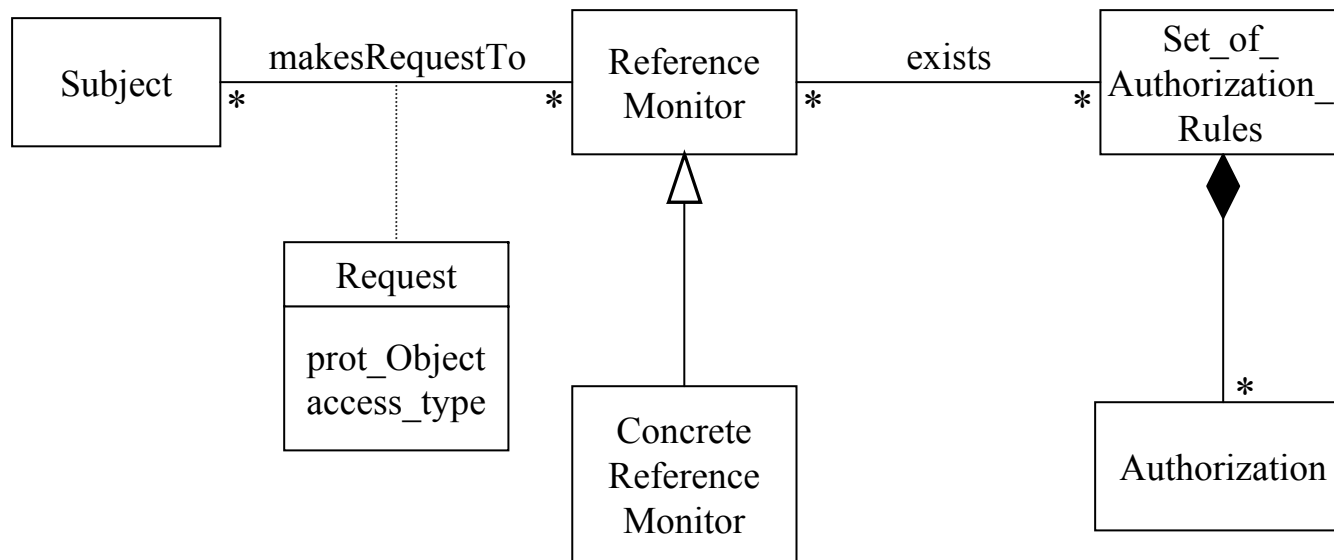 Subject
makesRequestTo
*
*
Reference
Monitor
exists
*
*
Set_of_
Authorization_
Rules
Request
prot_Object
access_type
Concrete
Reference
Monitor
*
Authorization